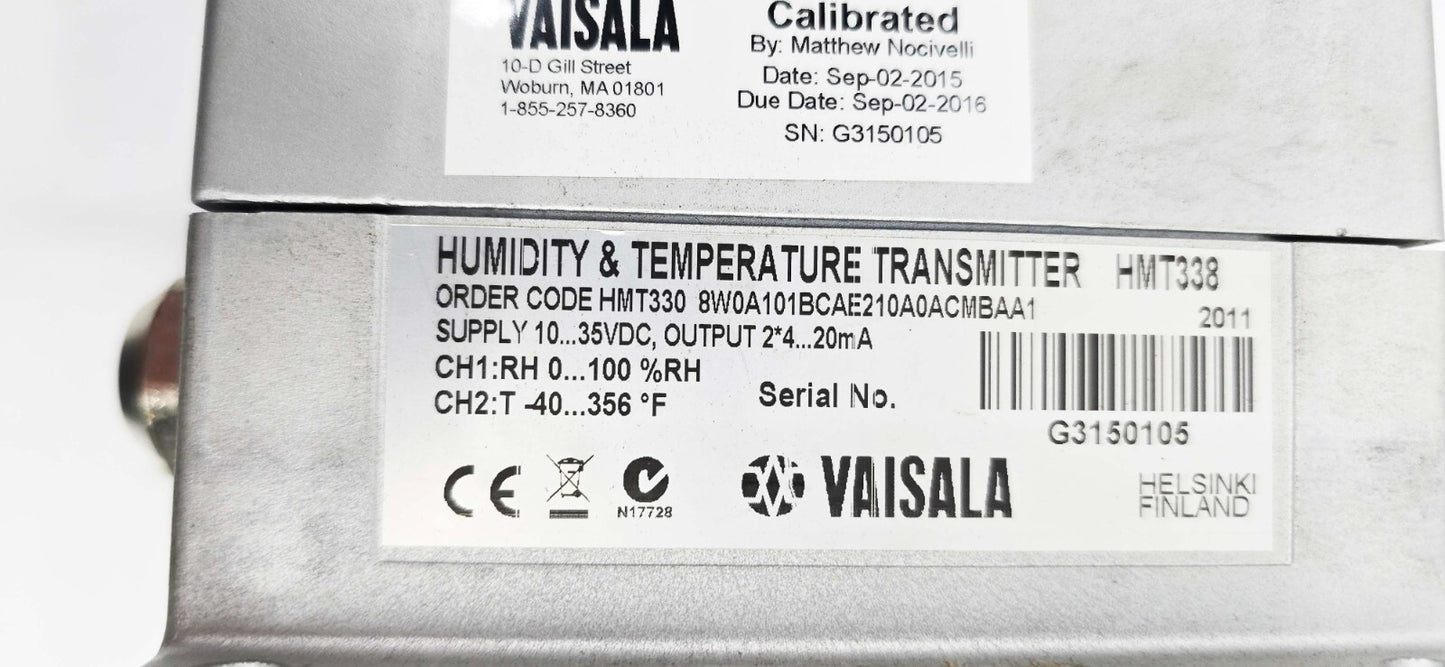 VAISALA
10-D Gill Street
Woburn, MA 01801
1-855-257-8360
Calibrated
By: Matthew Nocivelli
Date: Sep-02-2015
Due Date: Sep-02-2016
SN: G3150105
HUMIDITY & TEMPERATURE TRANSMITTER HMT338
ORDER CODE HMT330 8W0A101BCAE210A0ACMBAA1
2011
SUPPLY 10...35VDC, OUTPUT 2*4...20mA
CH1:RH 0...100 %RH
CH2:T -40...356 °F
Serial No.
G3150105
CE
N17728
VAISALA
HELSINKI
FINLAND